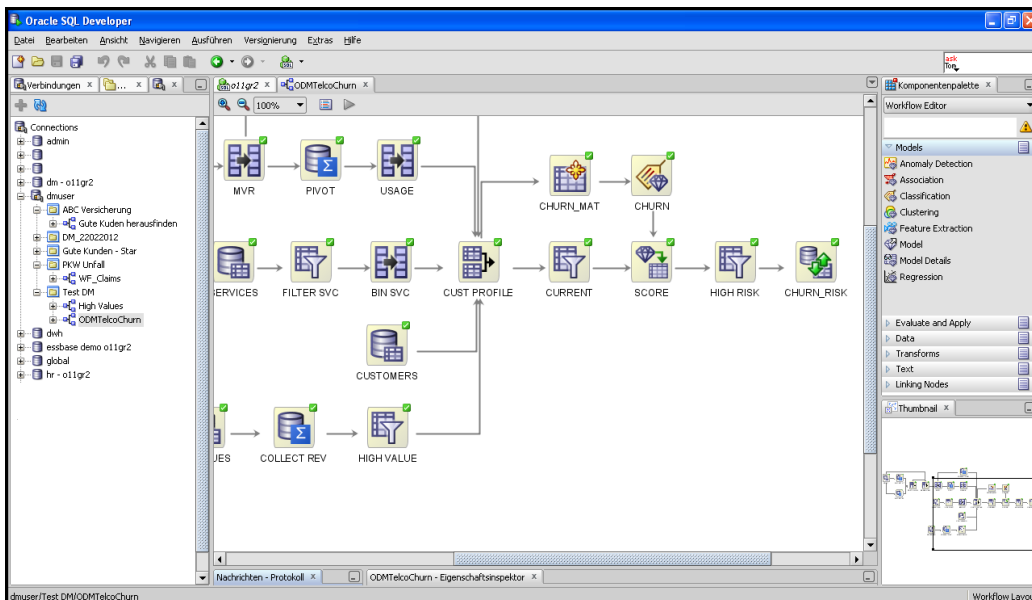 Oracle SQL Developer
Datei Bearbeiten Ansicht Navigieren Ausführen Versionierung Extras Hilfe
ask
Tom
Verbindungen x ... x x
o11gr2 x ODMTelcoChurn x
Komponentenpalette x
100%
Workflow Editor
Connections
admin
dm - o11gr2
dmuser
ABC Versicherung
Gute Kuden herausfinden
DM_22022012
Gute Kunden - Star
PKW Unfall
WF_Claims
Test DM
High Values
ODMTelcoChurn
dwh
essbase demo o11gr2
global
hr - o11gr2
MVR PIVOT USAGE
CHURN_MAT CHURN
SERVICES FILTER SVC BIN SVC CUST PROFILE CURRENT SCORE HIGH RISK CHURN_RISK
CUSTOMERS
UES COLLECT REV HIGH VALUE
Models
Anomaly Detection
Association
Classification
Clustering
Feature Extraction
Model
Model Details
Regression
Evaluate and Apply
Data
Transforms
Text
Linking Nodes
Thumbnail x
Nachrichten - Protokoll x ODMTelcoChurn - Eigenschaftsinspektor x
dmuser/Test DM/ODMTelcoChurn Workflow Layou